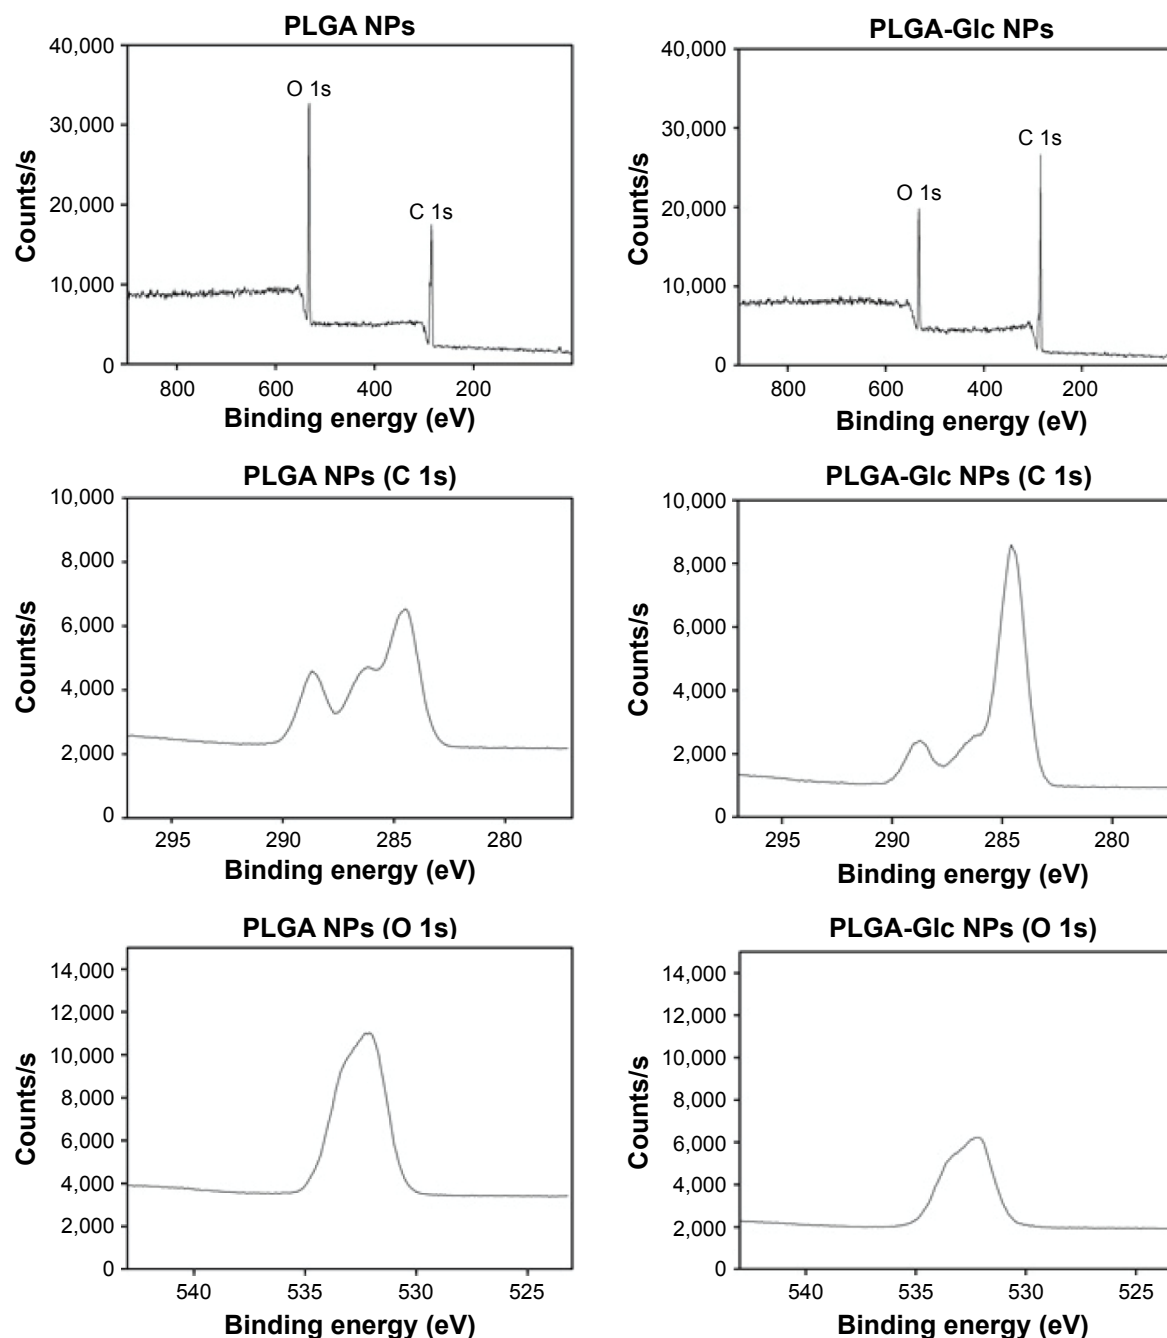 PLGA NPs
40,000
30,000
20,000
10,000
0
Counts/s
O 1s
C 1s
800 600 400 200
Binding energy (eV)
PLGA-Glc NPs
40,000
30,000
20,000
10,000
0
Counts/s
O 1s
C 1s
800 600 400 200
Binding energy (eV)
PLGA NPs (C 1s)
10,000
8,000
6,000
4,000
2,000
0
Counts/s
295 290 285 280
Binding energy (eV)
PLGA-Glc NPs (C 1s)
10,000
8,000
6,000
4,000
2,000
0
Counts/s
295 290 285 280
Binding energy (eV)
PLGA NPs (O 1s)
14,000
12,000
10,000
8,000
6,000
4,000
2,000
0
Counts/s
540 535 530 525
Binding energy (eV)
PLGA-Glc NPs (O 1s)
14,000
12,000
10,000
8,000
6,000
4,000
2,000
0
Counts/s
540 535 530 525
Binding energy (eV)